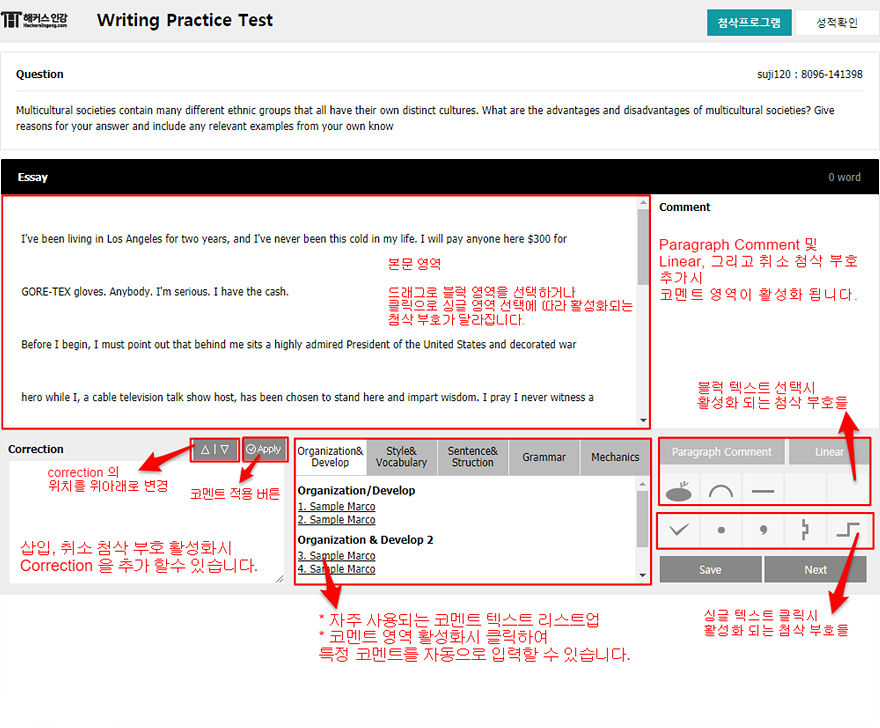 해커스 인강
HackersIngang.com
Writing Practice Test
첨삭프로그램
성적확인
Question
suji120 : 8096-141398
Multicultural societies contain many different ethnic groups that all have their own distinct cultures. What are the advantages and disadvantages of multicultural societies? Give
reasons for your answer and include any relevant examples from your own know
Essay
0 word
I've been living in Los Angeles for two years, and I've never been this cold in my life. I will pay anyone here $300 for
본문 영역
GORE-TEX gloves. Anybody. I'm serious. I have the cash.
드래그로 블럭 영역을 선택하거나
클릭으로 싱글 영역 선택에 따라 활성화되는
첨삭 부호가 달라집니다.
Before I begin, I must point out that behind me sits a highly admired President of the United States and decorated war
hero while I, a cable television talk show host, has been chosen to stand here and impart wisdom. I pray I never witness a
Comment
Paragraph Comment 및
Linear, 그리고 취소 첨삭 부호
추가시
코멘트 영역이 활성화 됩니다.
블럭 텍스트 선택시
활성화 되는 첨삭 부호들
Correction
△ | ▽
Apply
correction 의
위치를 위아래로 변경
코멘트 적용 버튼
삽입, 취소 첨삭 부호 활성화시
Correction 을 추가 할수 있습니다.
Organization&
Develop
Style&
Vocabulary
Sentence&
Struction
Grammar
Mechanics
Organization/Develop
1. Sample Marco
2. Sample Marco
Organization & Develop 2
3. Sample Marco
4. Sample Marco
Paragraph Comment
Linear
Save
Next
* 자주 사용되는 코멘트 텍스트 리스트업
* 코멘트 영역 활성화시 클릭하여
특정 코멘트를 자동으로 입력할 수 있습니다.
싱글 텍스트 클릭시
활성화 되는 첨삭 부호들